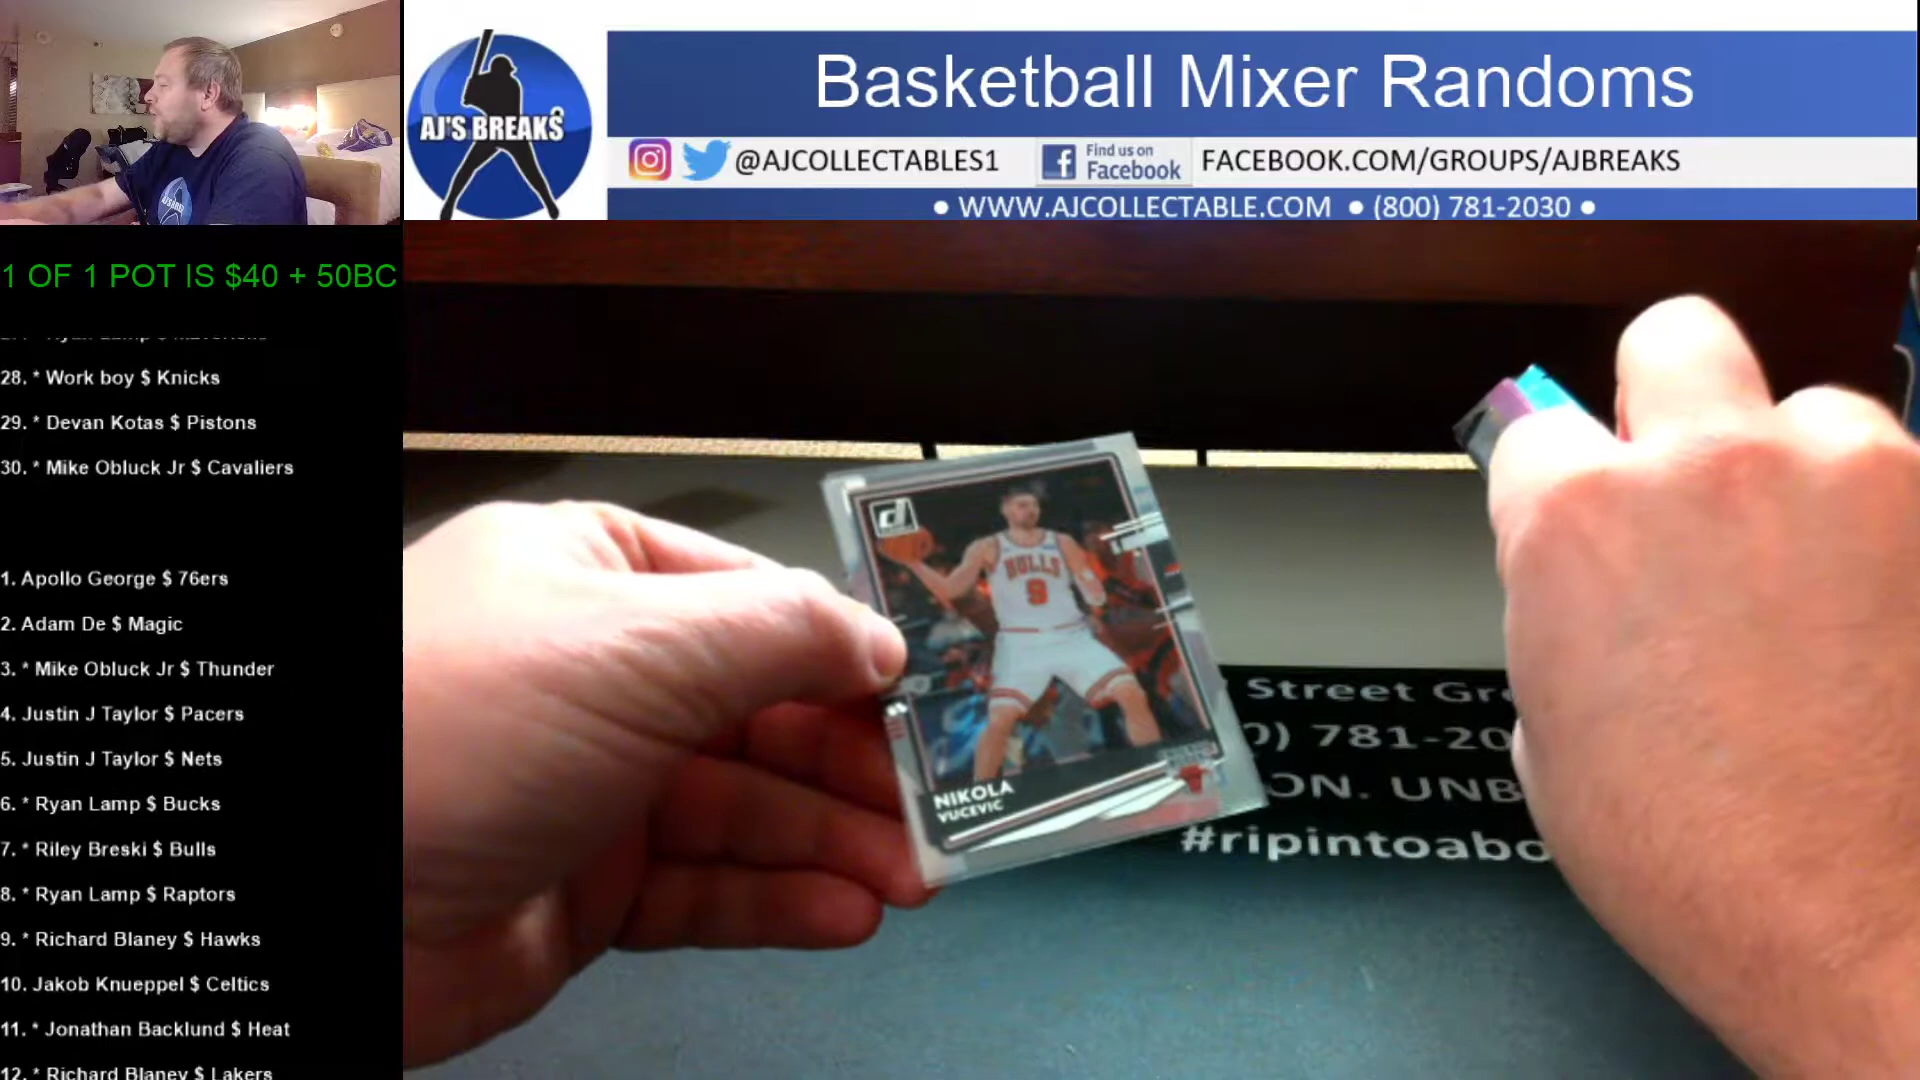 Basketball Mixer Randoms
AJ'S BREAKS
@AJCOLLECTABLES1
Find us on
Facebook
FACEBOOK.COM/GROUPS/AJBREAKS
● WWW.AJCOLLECTABLE.COM ● (800) 781-2030 ●
1 OF 1 POT IS $40 + 50BC
28. * Work boy $ Knicks
29. * Devan Kotas $ Pistons
30. * Mike Obluck Jr $ Cavaliers
1. Apollo George $ 76ers
2. Adam De $ Magic
3. * Mike Obluck Jr $ Thunder
4. Justin J Taylor $ Pacers
5. Justin J Taylor $ Nets
6. * Ryan Lamp $ Bucks
7. * Riley Breski $ Bulls
8. * Ryan Lamp $ Raptors
9. * Richard Blaney $ Hawks
10. Jakob Knueppel $ Celtics
11. * Jonathan Backlund $ Heat
12. * Richard Blaney $ Lakers
BULLS
9
NIKOLA
VUCEVIC
Street Gr
0) 781-20
ON. UNB
#ripintoabo